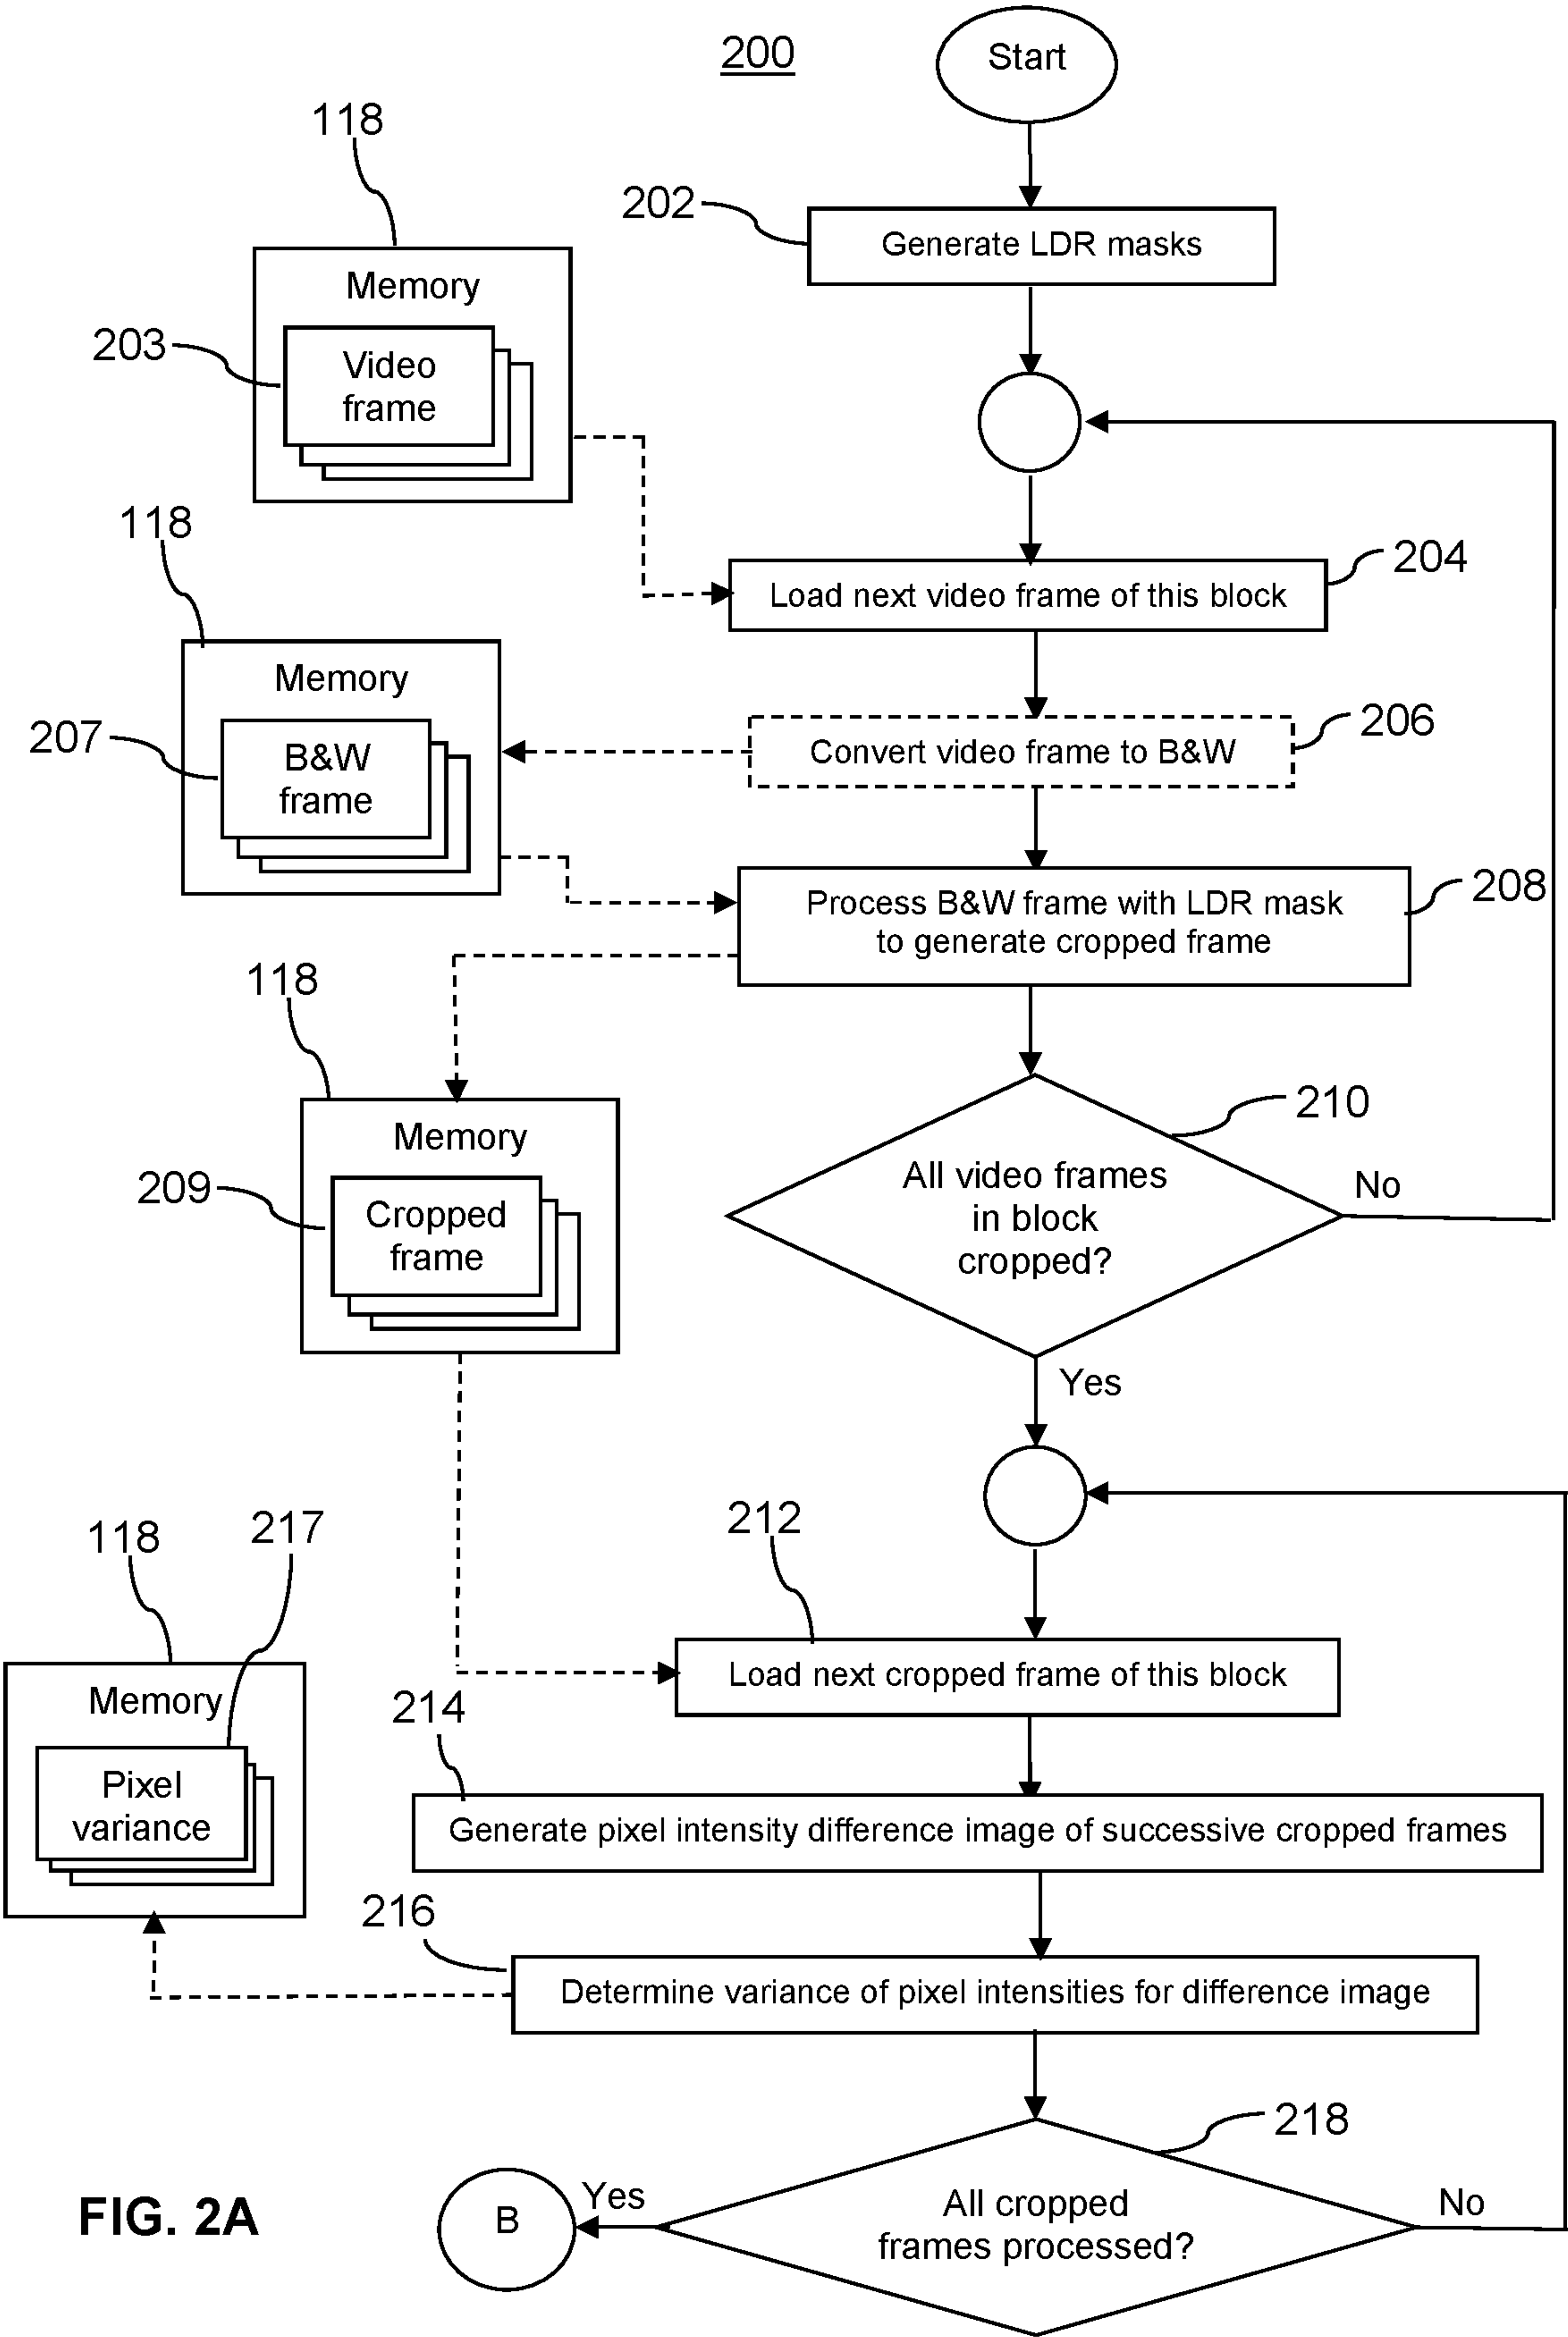 200
Start
118
202
Generate LDR masks
Memory
203
Video
frame
118
204
Load next video frame of this block
Memory
206
207
B&W
frame
Convert video frame to B&W
208
Process B&W frame with LDR mask
to generate cropped frame
118
Memory
210
209
Cropped
frame
All video frames
in block
cropped?
No
Yes
212
118
217
Load next cropped frame of this block
Memory
214
Pixel
variance
Generate pixel intensity difference image of successive cropped frames
216
Determine variance of pixel intensities for difference image
218
FIG. 2A
B
Yes
All cropped
frames processed?
No